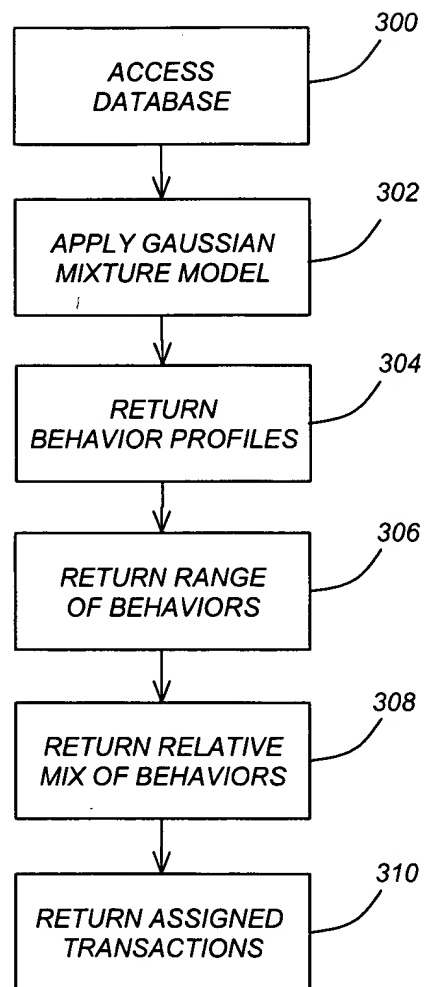 300
ACCESS
DATABASE
302
APPLY GAUSSIAN
MIXTURE MODEL
304
RETURN
BEHAVIOR PROFILES
306
RETURN RANGE
OF BEHAVIORS
308
RETURN RELATIVE
MIX OF BEHAVIORS
310
RETURN ASSIGNED
TRANSACTIONS